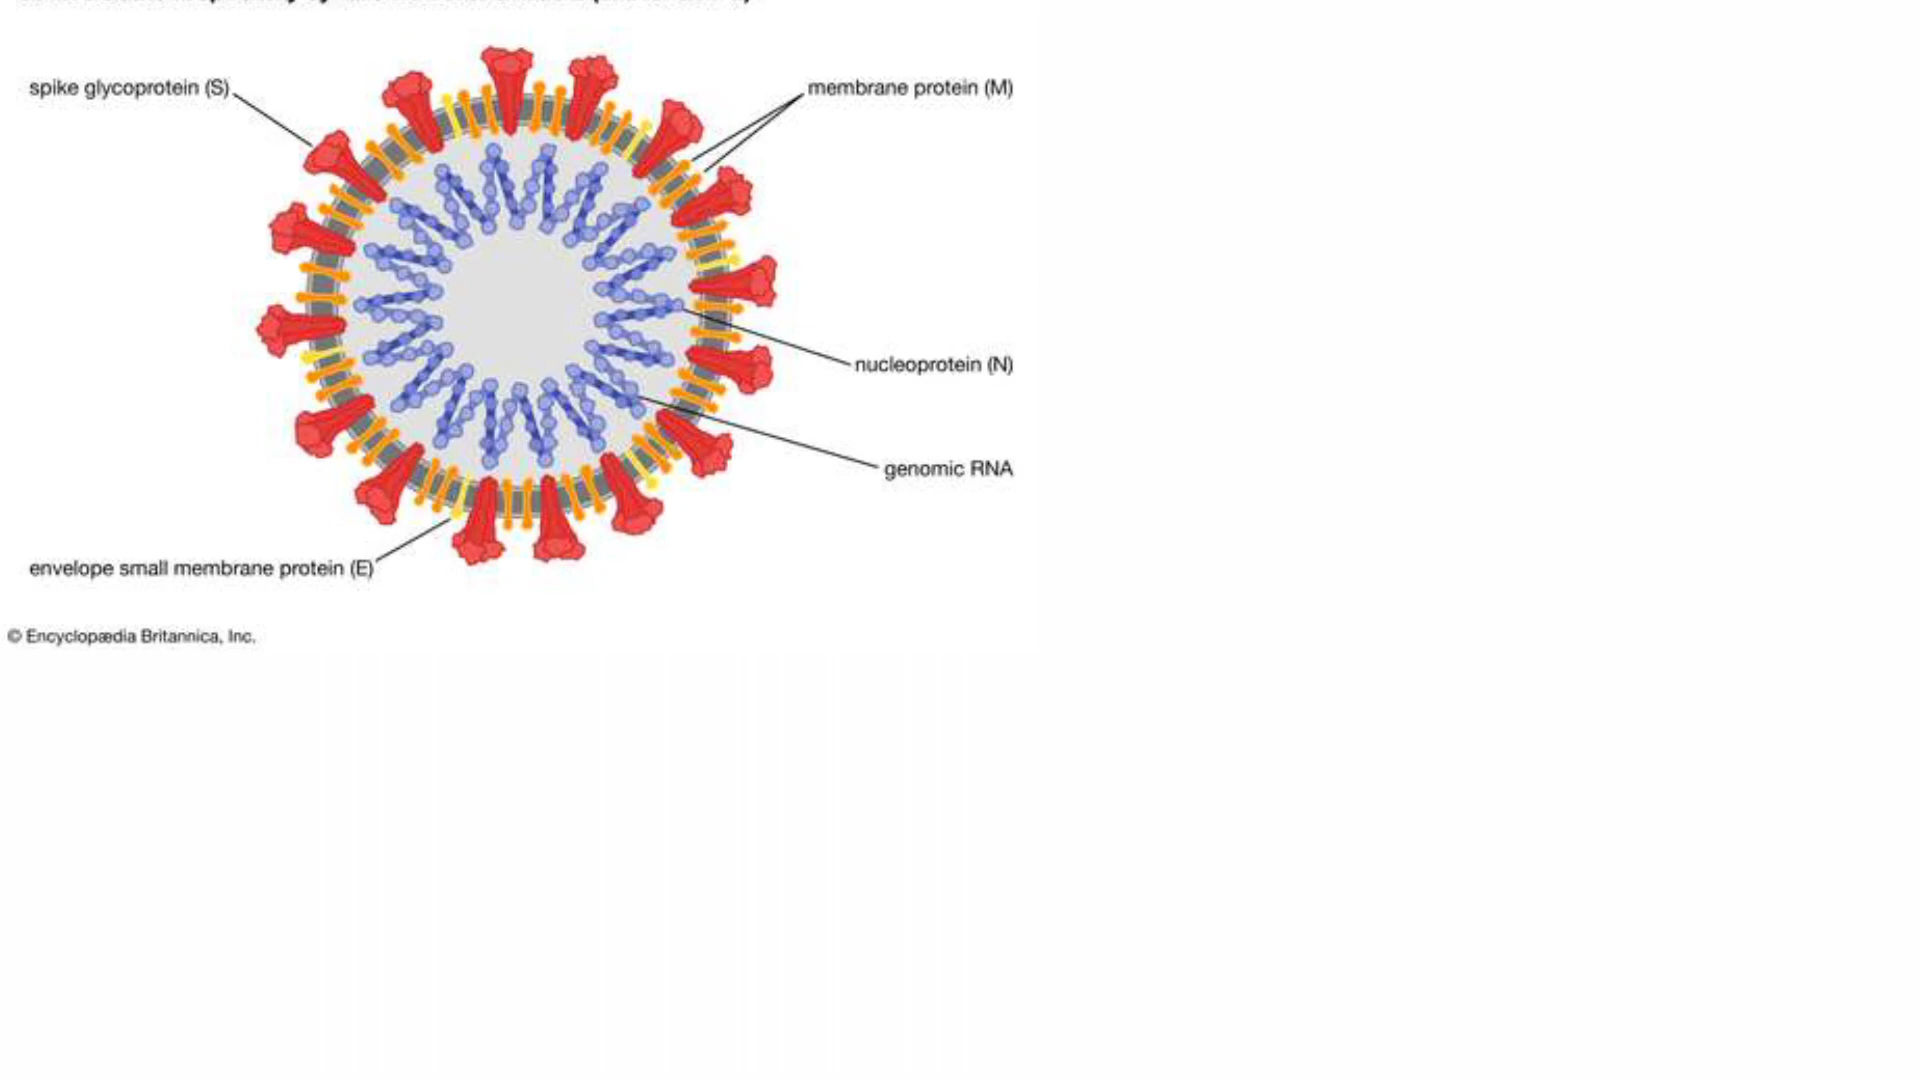 spike glycoprotein (S)
membrane protein (M)
nucleoprotein (N)
genomic RNA
envelope small membrane protein (E)
© Encyclopædia Britannica, Inc.